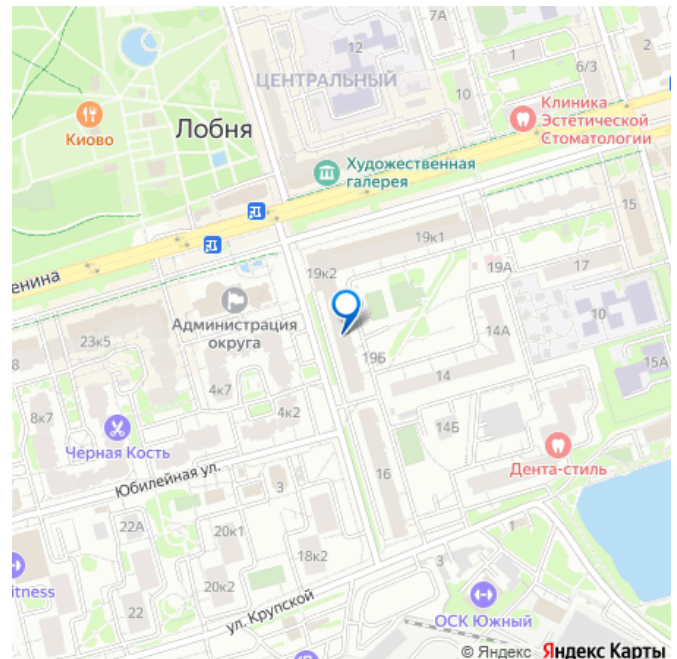 7А
12
1
2
6/3
ЦЕНТРАЛЬНЫЙ
10
Клиника
Эстетической
Стоматологии
Киово
Лобня
Художественная
галерея
15
19к1
енина
19к2
19А
17
10
Администрация
округа
23к5
14А
19Б
15А
8
14
4к7
8к7
4к2
14Б
Черная Кость
Дента-стиль
Юбилейная ул.
3
16
22А
20к1
1
18к2
3
itness
20к2
22
ул. Крупской
ОСК Южный
© Яндекс Яндекс Карты